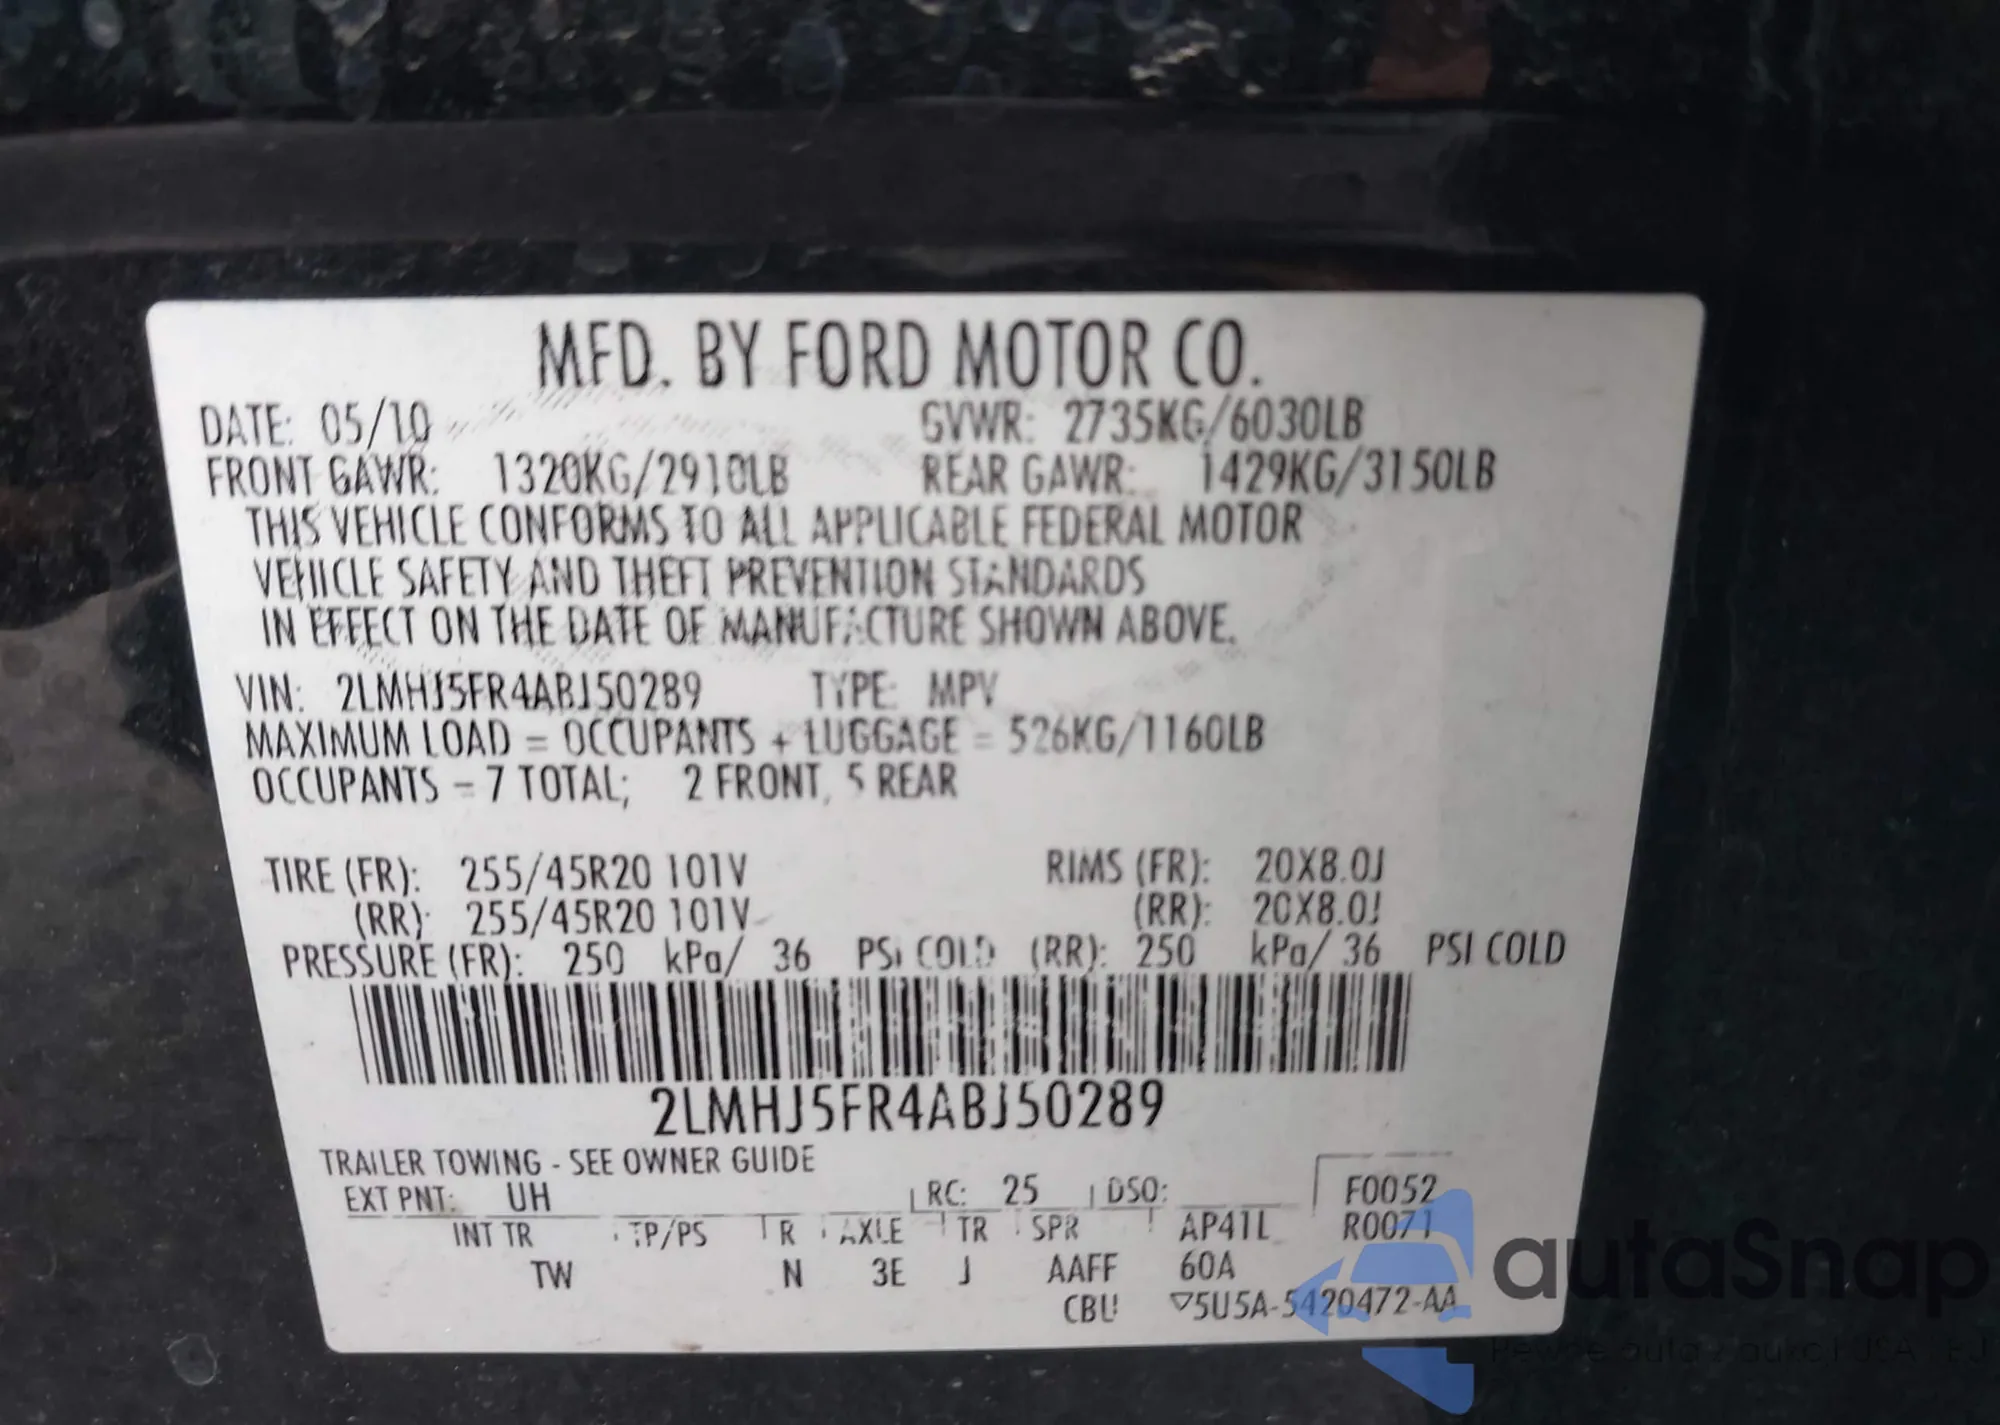 MFD. BY FORD MOTOR CO.
DATE: 05/10 GVWR: 2735KG/6030LB
FRONT GAWR: 1320KG/2910LB REAR GAWR: 1429KG/3150LB
THIS VEHICLE CONFORMS TO ALL APPLICABLE FEDERAL MOTOR
VEHICLE SAFETY AND THEFT PREVENTION STANDARDS
IN EFFECT ON THE DATE OF MANUFACTURE SHOWN ABOVE.
VIN: 2LMHJ5FR4ABJ50289 TYPE: MPV
MAXIMUM LOAD = OCCUPANTS + LUGGAGE = 526KG/1160LB
OCCUPANTS = 7 TOTAL; 2 FRONT, 5 REAR
TIRE (FR): 255/45R20 101V RIMS (FR): 20X8.0J
(RR): 255/45R20 101V (RR): 20X8.0J
PRESSURE (FR): 250 kPa/ 36 PSI COLD (RR): 250 kPa/ 36 PSI COLD
2LMHJ5FR4ABJ50289
TRAILER TOWING - SEE OWNER GUIDE
EXT PNT: UH RC: 25 DSO: F0052
INT TR TP/PS R AXLE TR SPR AP41L R0071
TW N 3E J AAFF 60A
CBU ▽5U5A-5420472-AA
autaSnap